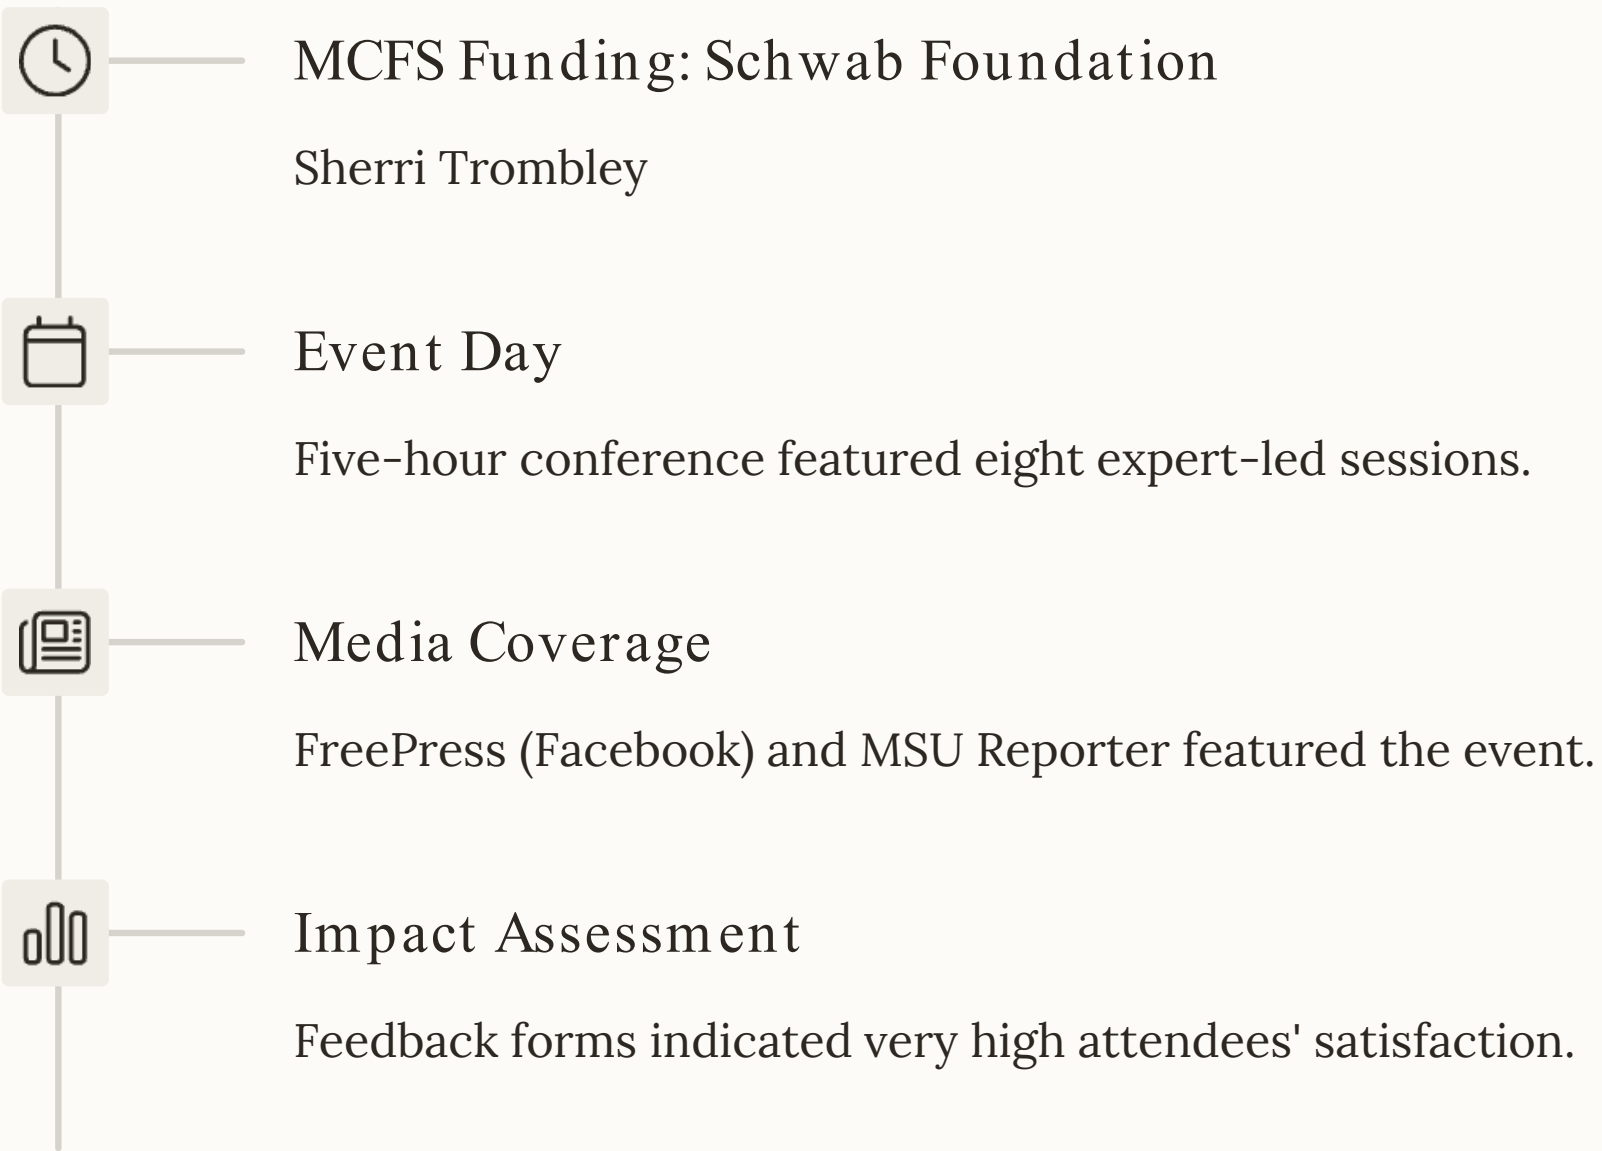 MCFS Funding: Schwab Foundation
Sherri Trombley
Event Day
Five-hour conference featured eight expert-led sessions.
Media Coverage
FreePress (Facebook) and MSU Reporter featured the event.
Impact Assessment
Feedback forms indicated very high attendees' satisfaction.